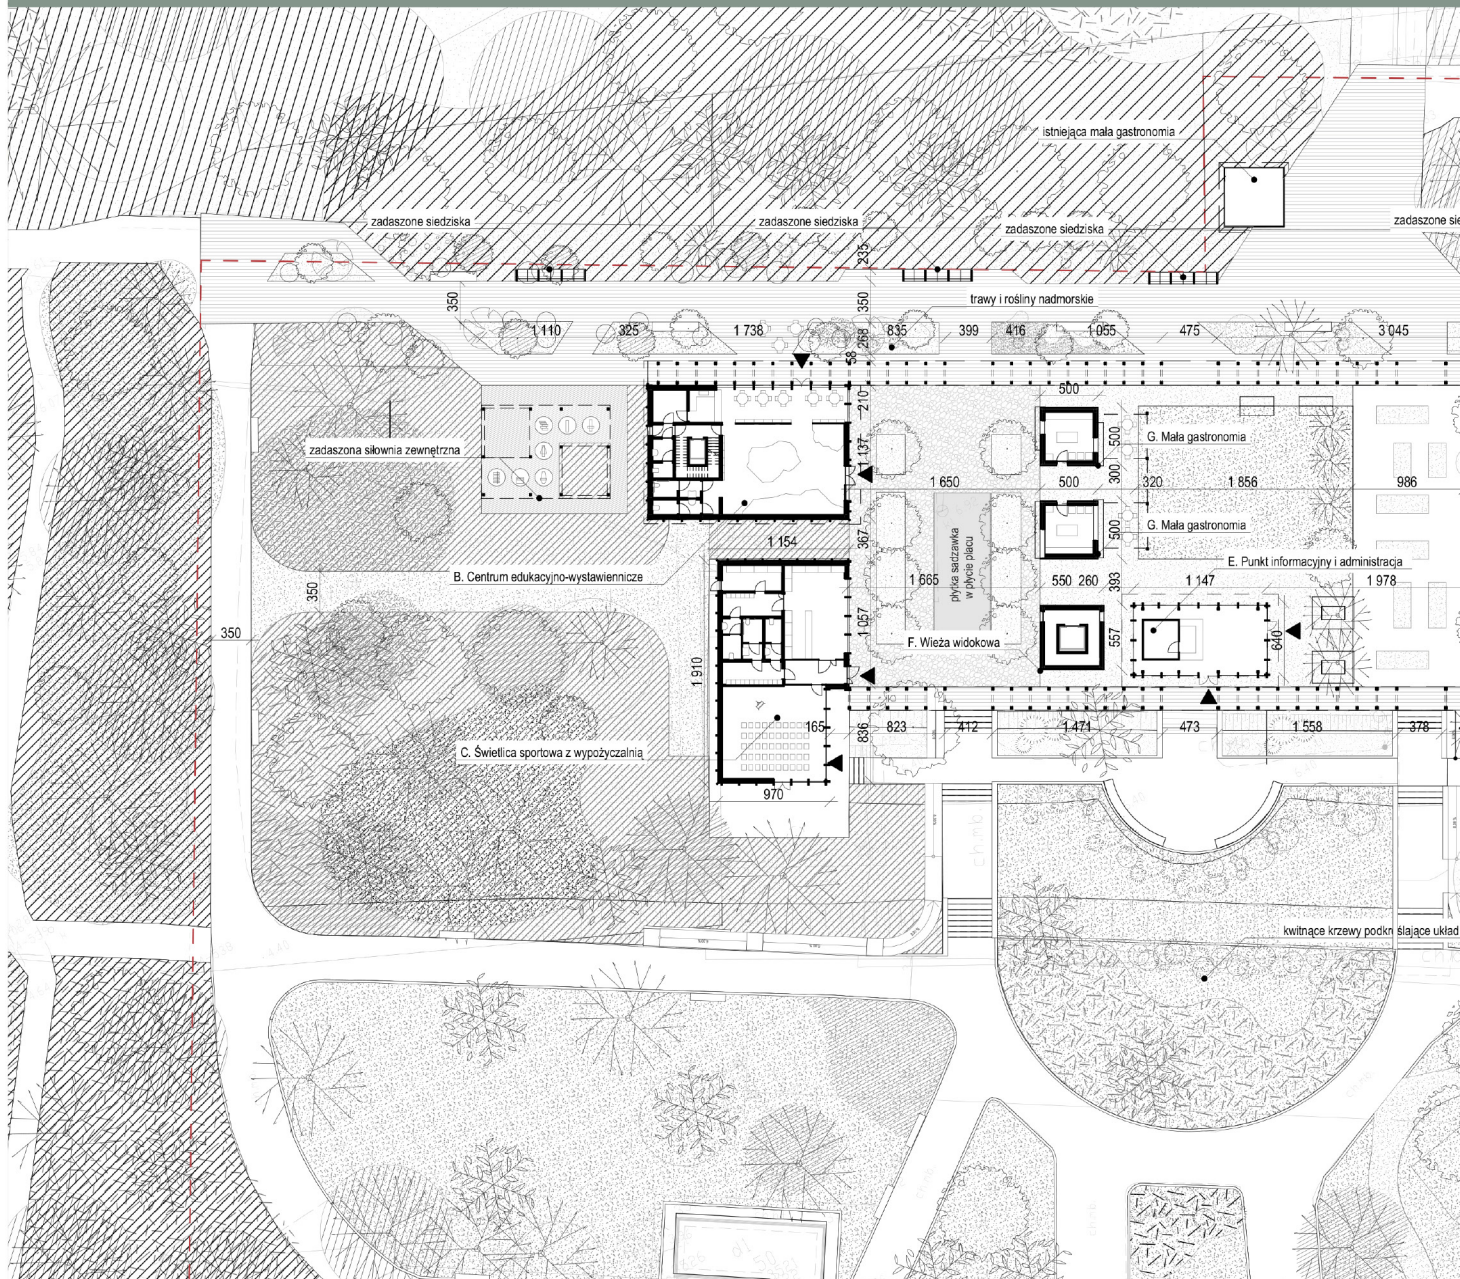 istniejąca mała gastronomia
zadaszone siedziska
zadaszone siedziska
zadaszone siedziska
zadaszone sie
235
350
350
trawy i rośliny nadmorskie
1 110
325
1 738
268
835
399
416
1 055
475
3 045
58
500
210
zadaszona siłownia zewnętrzna
500
G. Mała gastronomia
1 137
300
1 650
500
320
1 856
986
500
G. Mała gastronomia
367
1 154
płytka sadzawka
w płycie placu
E. Punkt informacyjny i administracja
B. Centrum edukacyjno-wystawiennicze
1 665
550
260
393
1 147
1 978
350
350
1 057
557
640
F. Wieża widokowa
1 910
165
836
823
412
1 471
473
1 558
378
C. Świetlica sportowa z wypożyczalnią
970
ch.mb.
kwitnące krzewy podkreślające układ